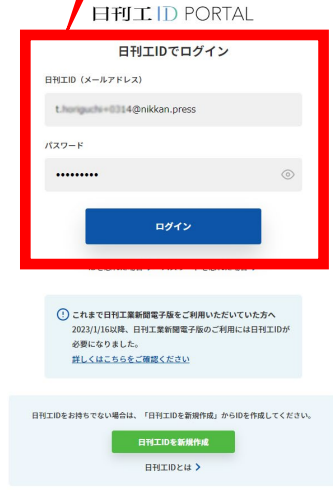 日刊工ID PORTAL
日刊工IDでログイン
日刊工ID（メールアドレス）
@nikkan.press
パスワード
•••••••••
ログイン
! これまで日刊工業新聞電子版をご利用いただいていた方へ
2023/1/16以降、日刊工業新聞電子版のご利用には日刊工IDが
必要になりました。
詳しくはこちらをご確認ください
日刊工IDをお持ちでない場合は、「日刊工IDを新規作成」からIDを作成してください。
日刊工IDを新規作成
日刊工IDとは